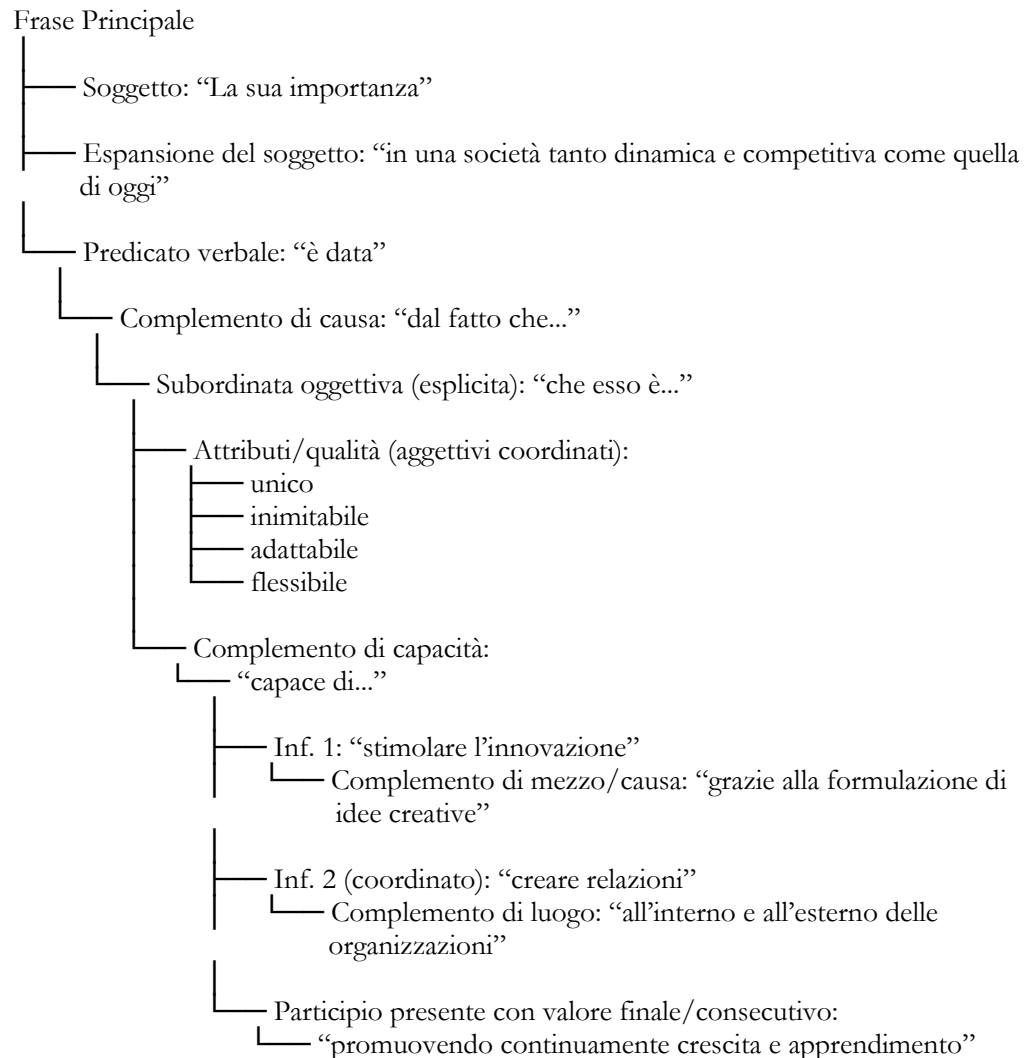 Frase Principale
Soggetto: “La sua importanza”
Espansione del soggetto: “in una società tanto dinamica e competitiva come quella
di oggi”
Predicato verbale: “è data”
Complemento di causa: “dal fatto che...”
Subordinata oggettiva (esplicita): “che esso è...”
Attributi/qualità (aggettivi coordinati):
unico
inimitabile
adattabile
flessibile
Complemento di capacità:
“capace di...”
Inf. 1: “stimolare l’innovazione”
Complemento di mezzo/causa: “grazie alla formulazione di
idee creative”
Inf. 2 (coordinato): “creare relazioni”
Complemento di luogo: “all’interno e all’esterno delle
organizzazioni”
Participio presente con valore finale/consecutivo:
“promuovendo continuamente crescita e apprendimento”